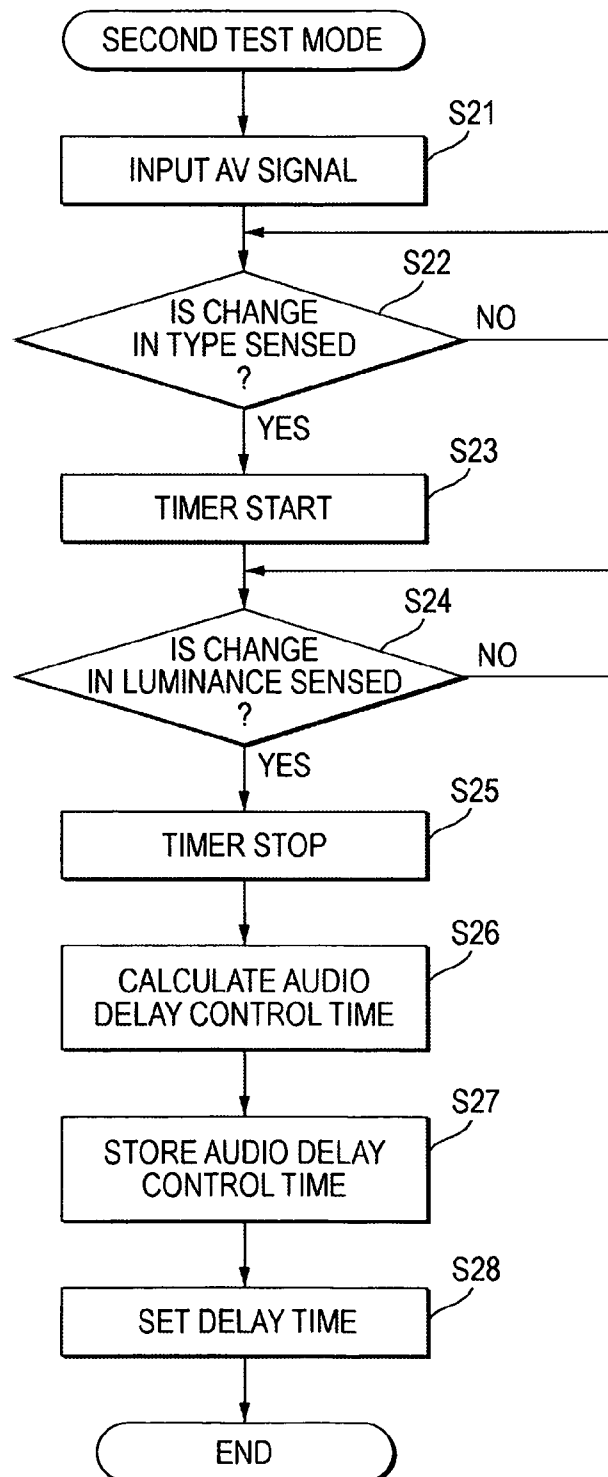 SECOND TEST MODE
S21
INPUT AV SIGNAL
S22
IS CHANGE
IN TYPE SENSED
?
NO
YES
S23
TIMER START
S24
IS CHANGE
IN LUMINANCE SENSED
?
NO
YES
S25
TIMER STOP
S26
CALCULATE AUDIO
DELAY CONTROL TIME
S27
STORE AUDIO DELAY
CONTROL TIME
S28
SET DELAY TIME
END